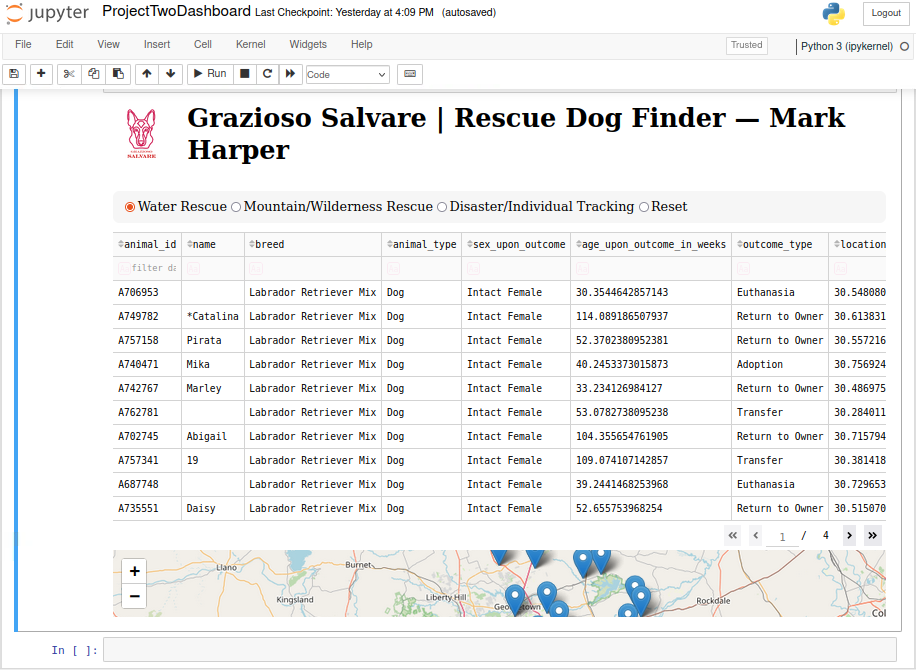 jupyter ProjectTwoDashboard Last Checkpoint: Yesterday at 4:09 PM (autosaved) Logout
File Edit View Insert Cell Kernel Widgets Help Trusted Python 3 (ipykernel)
Run Code
Grazioso Salvare | Rescue Dog Finder — Mark
Harper
SALVARE
Water Rescue Mountain/Wilderness Rescue Disaster/Individual Tracking Reset
animal_id name breed animal_type sex_upon_outcome age_upon_outcome_in_weeks outcome_type location
filter da
A706953 Labrador Retriever Mix Dog Intact Female 30.3544642857143 Euthanasia 30.548080
A749782 *Catalina Labrador Retriever Mix Dog Intact Female 114.089186507937 Return to Owner 30.613831
A757158 Pirata Labrador Retriever Mix Dog Intact Female 52.3702380952381 Return to Owner 30.557216
A740471 Mika Labrador Retriever Mix Dog Intact Female 40.2453373015873 Adoption 30.756924
A742767 Marley Labrador Retriever Mix Dog Intact Female 33.234126984127 Return to Owner 30.486975
A762781 Labrador Retriever Mix Dog Intact Female 53.0782738095238 Transfer 30.284011
A702745 Abigail Labrador Retriever Mix Dog Intact Female 104.355654761905 Return to Owner 30.715794
A757341 19 Labrador Retriever Mix Dog Intact Female 109.074107142857 Transfer 30.381418
A687748 Labrador Retriever Mix Dog Intact Female 39.2441468253968 Euthanasia 30.729653
A735551 Daisy Labrador Retriever Mix Dog Intact Female 52.655753968254 Return to Owner 30.515070
« ‹ 1 / 4 › »
+
−
Llano
Burnet
Kingsland
Liberty Hill
Rockdale
Col
In [ ]: